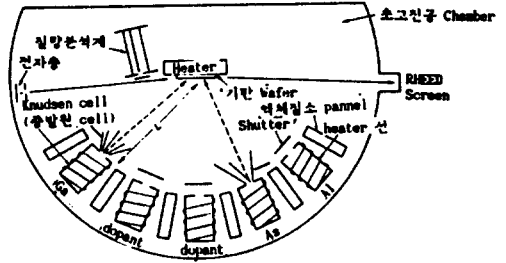 초고진공 Chamber
질량분석계
전자총
Heater
RHEED
Screen
기판 Wafer
Knudsen cell
(증발원 cell)
액체질소 pannel
Shutter
heater 선
Ga
dopant
dopant
As
Al